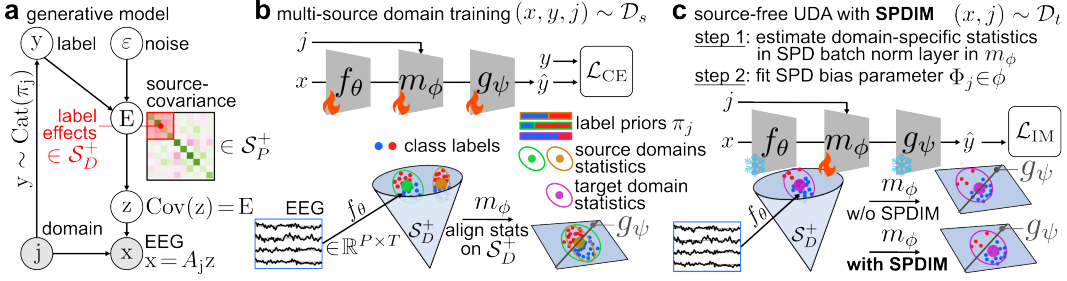 a generative model
y label
ε noise
y ~ Cat(π_j)
source-
covariance
label
effects
∈ 𝒮_D^+
E
∈ 𝒮_P^+
z Cov(z) = E
domain
j
x
EEG
x = A_j z
b multi-source domain training (x, y, j) ~ 𝒟_s
j
x f_θ m_ϕ g_ψ y ŷ ℒ_CE
label priors π_j
class labels
source domains
statistics
target domain
statistics
EEG
∈ ℝ^{P×T}
f_θ
𝒮_D^+
m_ϕ
align stats
on 𝒮_D^+
g_ψ
c source-free UDA with SPDIM (x, j) ~ 𝒟_t
step 1: estimate domain-specific statistics
in SPD batch norm layer in m_ϕ
step 2: fit SPD bias parameter Φ_j ∈ ϕ
j
x f_θ m_ϕ g_ψ ŷ ℒ_IM
f_θ
𝒮_D^+
m_ϕ
w/o SPDIM
g_ψ
m_ϕ
with SPDIM
g_ψ